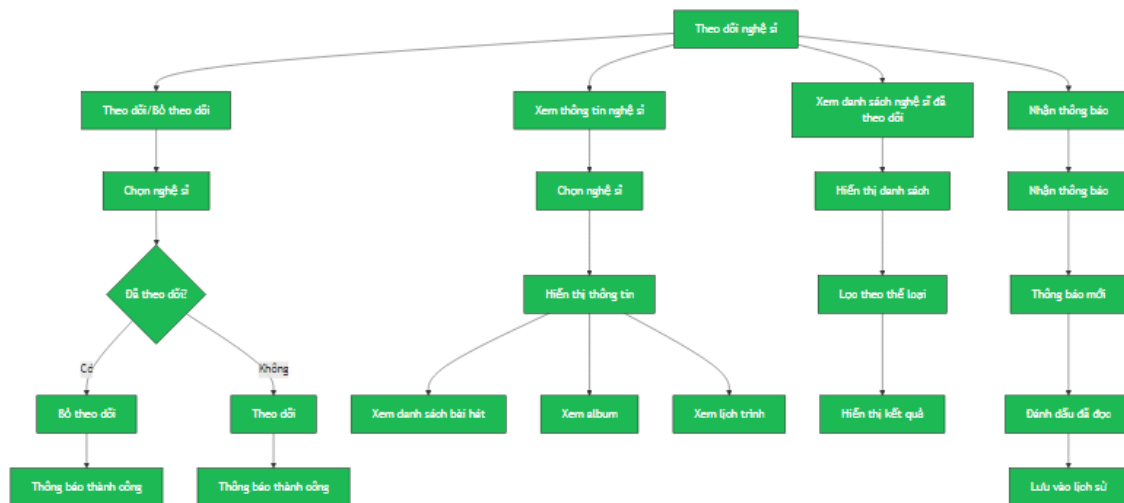 Theo dõi nghệ sĩ
Theo dõi/Bỏ theo dõi
Xem thông tin nghệ sĩ
Xem danh sách nghệ sĩ đã
theo dõi
Nhận thông báo
Chọn nghệ sĩ
Chọn nghệ sĩ
Hiển thị danh sách
Nhận thông báo
Đã theo dõi?
Hiển thị thông tin
Lọc theo thể loại
Thông báo mới
Có
Không
Bỏ theo dõi
Theo dõi
Xem danh sách bài hát
Xem album
Xem lịch trình
Hiển thị kết quả
Đánh dấu đã đọc
Thông báo thành công
Thông báo thành công
Lưu vào lịch sử